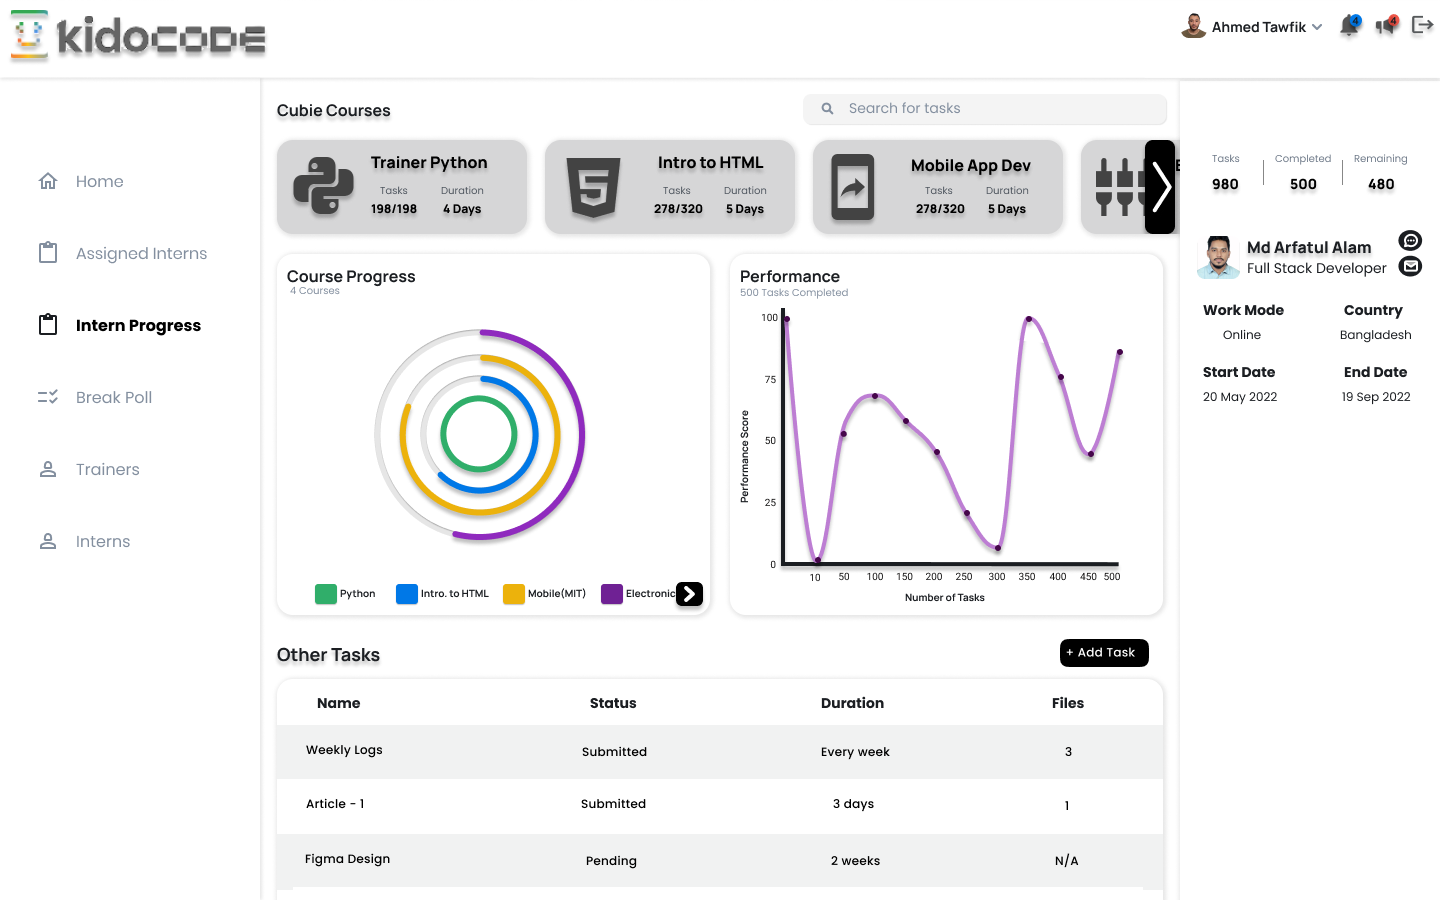 kidocode
Ahmed Tawfik
4
4
Home
Assigned Interns
Intern Progress
Break Poll
Trainers
Interns
Cubie Courses
Search for tasks
Trainer Python
Tasks Duration
198/198 4 Days
Intro to HTML
Tasks Duration
278/320 5 Days
Mobile App Dev
Tasks Duration
278/320 5 Days
Course Progress
4 Courses
Python
Intro. to HTML
Mobile(MIT)
Electronic
Performance
500 Tasks Completed
100
75
50
25
0
Performance Score
10 50 100 150 200 250 300 350 400 450 500
Number of Tasks
Other Tasks
+ Add Task
Name Status Duration Files
Weekly Logs Submitted Every week 3
Article - 1 Submitted 3 days 1
Figma Design Pending 2 weeks N/A
Tasks Completed Remaining
980 500 480
Md Arfatul Alam
Full Stack Developer
Work Mode Country
Online Bangladesh
Start Date End Date
20 May 2022 19 Sep 2022